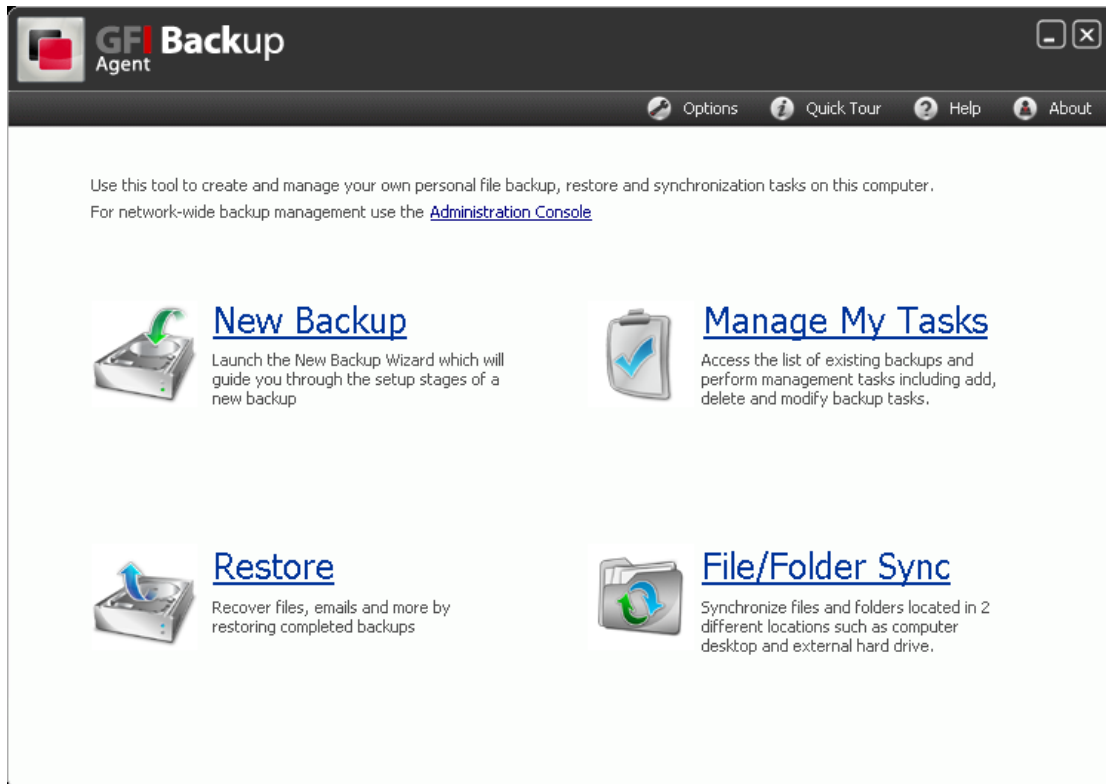 GFI Backup
Agent
Options Quick Tour Help About
Use this tool to create and manage your own personal file backup, restore and synchronization tasks on this computer.
For network-wide backup management use the Administration Console
New Backup
Launch the New Backup Wizard which will
guide you through the setup stages of a
new backup
Manage My Tasks
Access the list of existing backups and
perform management tasks including add,
delete and modify backup tasks.
Restore
Recover files, emails and more by
restoring completed backups
File/Folder Sync
Synchronize files and folders located in 2
different locations such as computer
desktop and external hard drive.